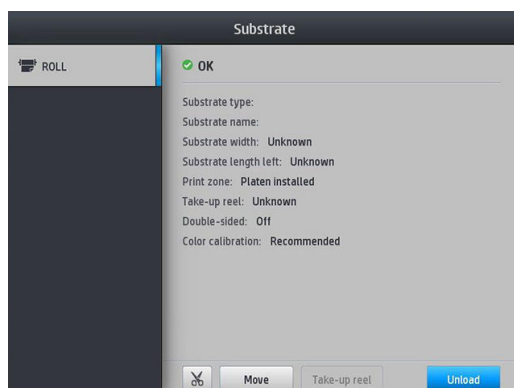 Substrate
ROLL
OK
Substrate type:
Substrate name:
Substrate width: Unknown
Substrate length left: Unknown
Print zone: Platen installed
Take-up reel: Unknown
Double-sided: Off
Color calibration: Recommended
Move Take-up reel Unload